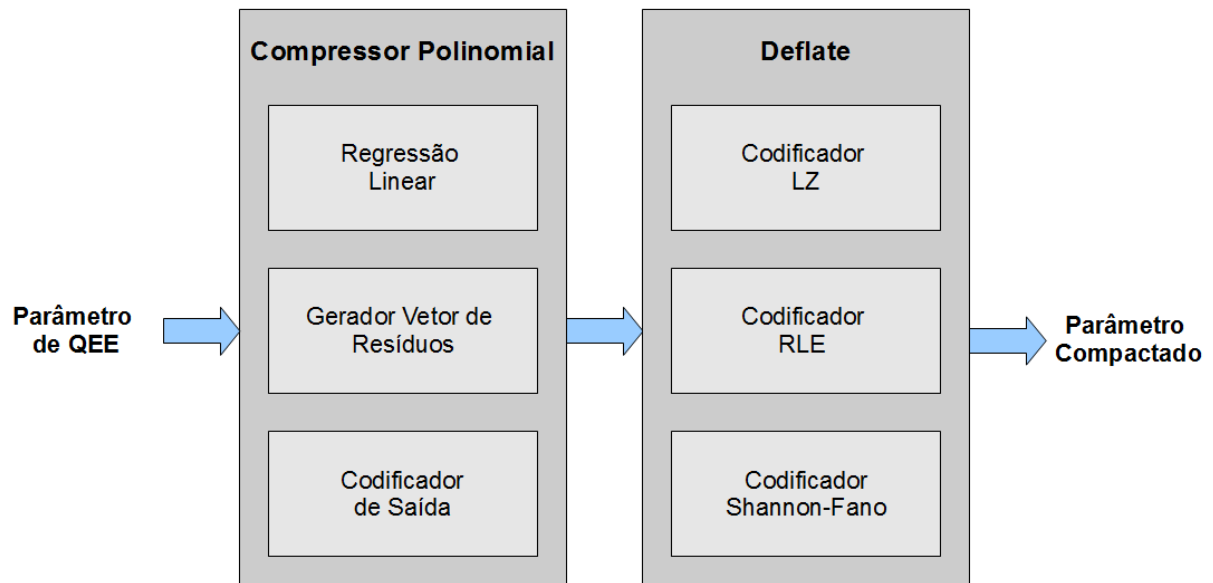 Compressor Polinomial
Deflate
Regressão
Linear
Codificador
LZ
Parâmetro
de QEE
Gerador Vetor de
Resíduos
Codificador
RLE
Parâmetro
Compactado
Codificador
de Saída
Codificador
Shannon-Fano